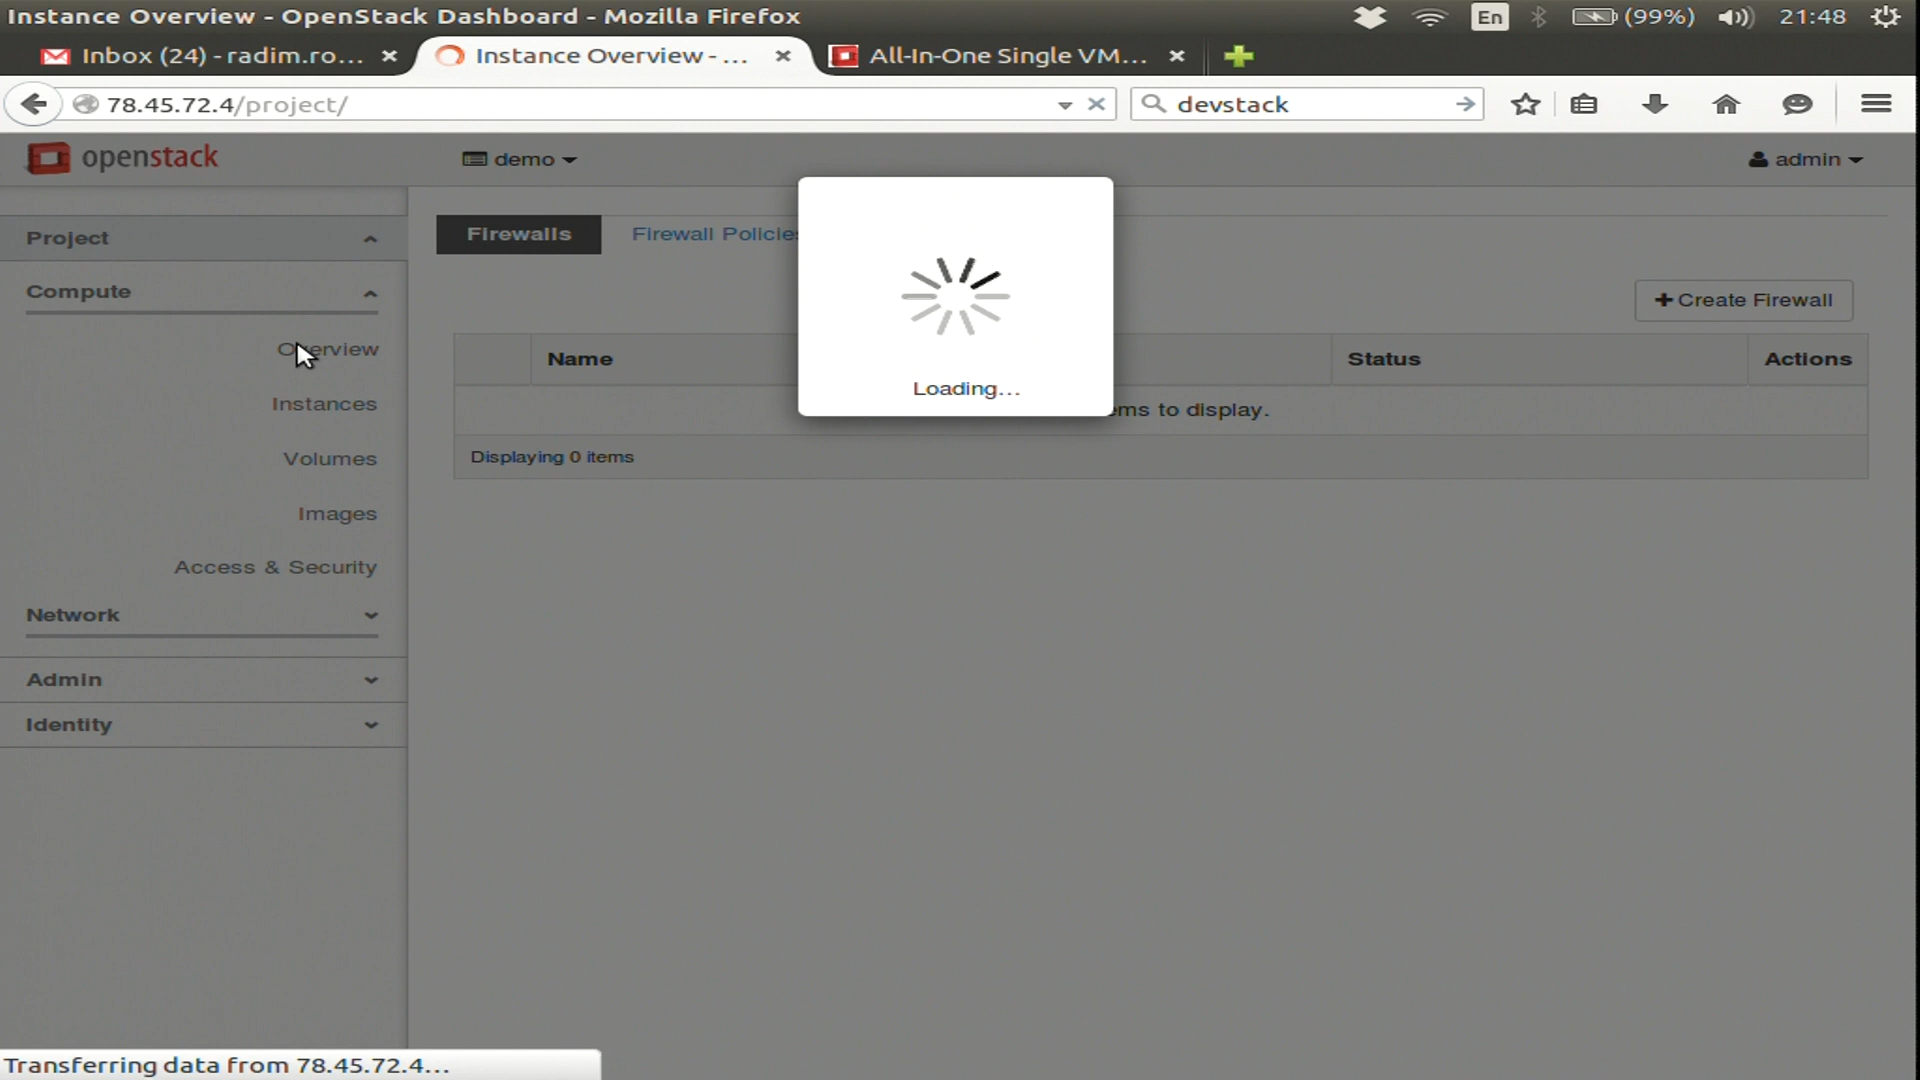 Instance Overview - OpenStack Dashboard - Mozilla Firefox
En
(99%)
21:48
Inbox (24) - radim.ro...
Instance Overview - ...
All-In-One Single VM...
78.45.72.4/project/
devstack
openstack
demo
admin
Project
Firewalls
Firewall Policies
Compute
Create Firewall
Overview
Name
Status
Actions
Loading...
Instances
ems to display.
Volumes
Displaying 0 items
Images
Access & Security
Network
Admin
Identity
Transferring data from 78.45.72.4...